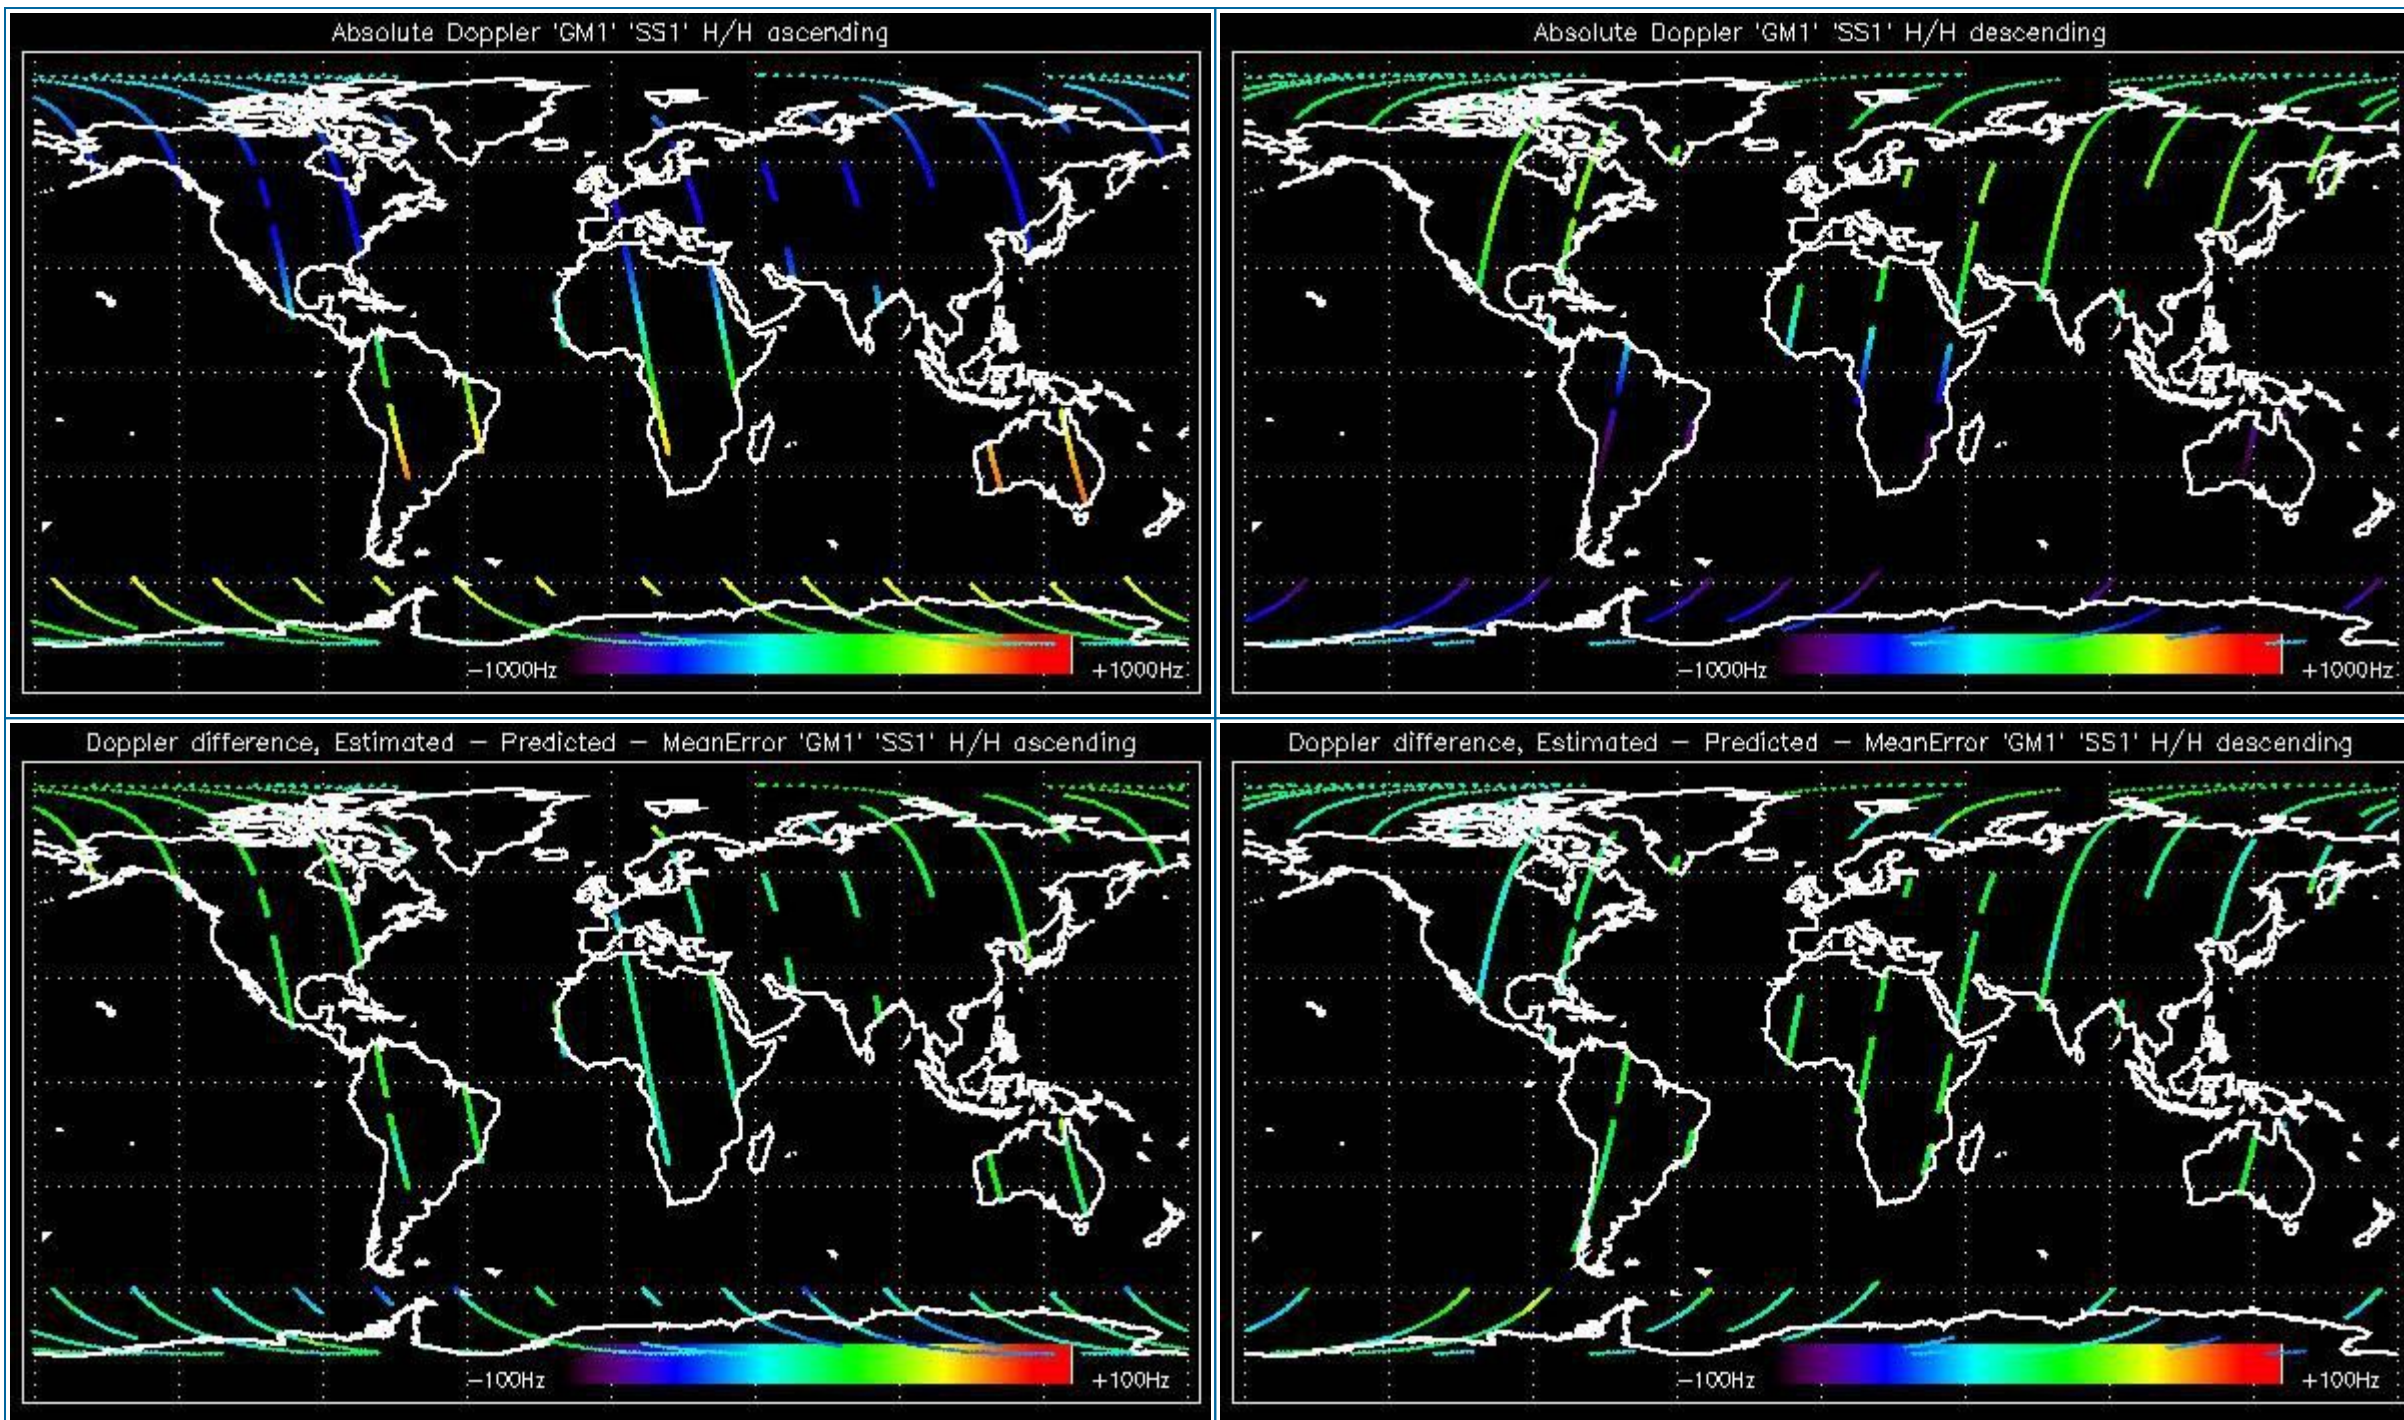 Absolute Doppler 'GM1' 'SS1' H/H ascending
-1000Hz
+1000Hz
Absolute Doppler 'GM1' 'SS1' H/H descending
-1000Hz
+1000Hz
Doppler difference, Estimated - Predicted - MeanError 'GM1' 'SS1' H/H ascending
-100Hz
+100Hz
Doppler difference, Estimated - Predicted - MeanError 'GM1' 'SS1' H/H descending
-100Hz
+100Hz